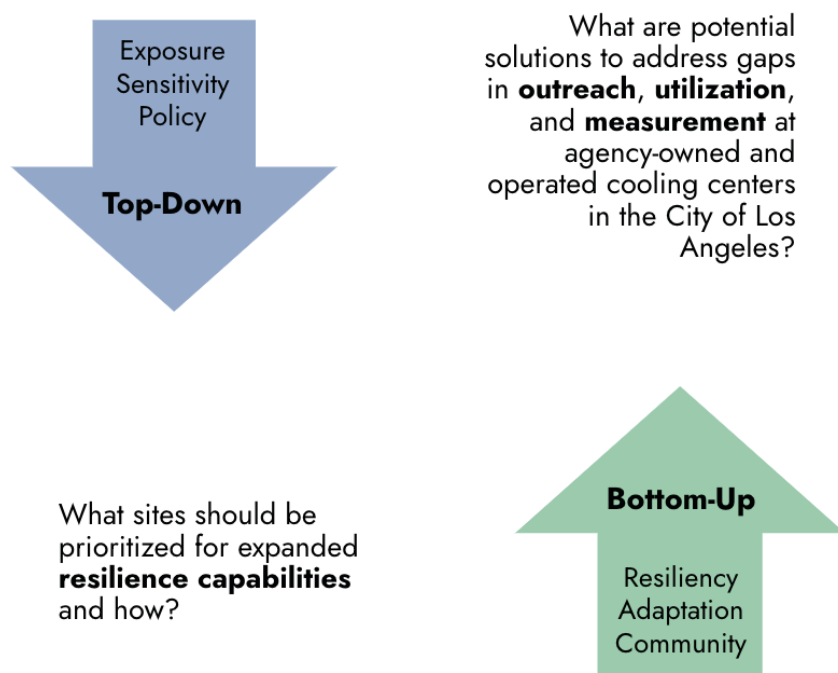 Exposure
Sensitivity
Policy
Top-Down
What are potential
solutions to address gaps
in outreach, utilization,
and measurement at
agency-owned and
operated cooling centers
in the City of Los
Angeles?
What sites should be
prioritized for expanded
resilience capabilities
and how?
Bottom-Up
Resiliency
Adaptation
Community